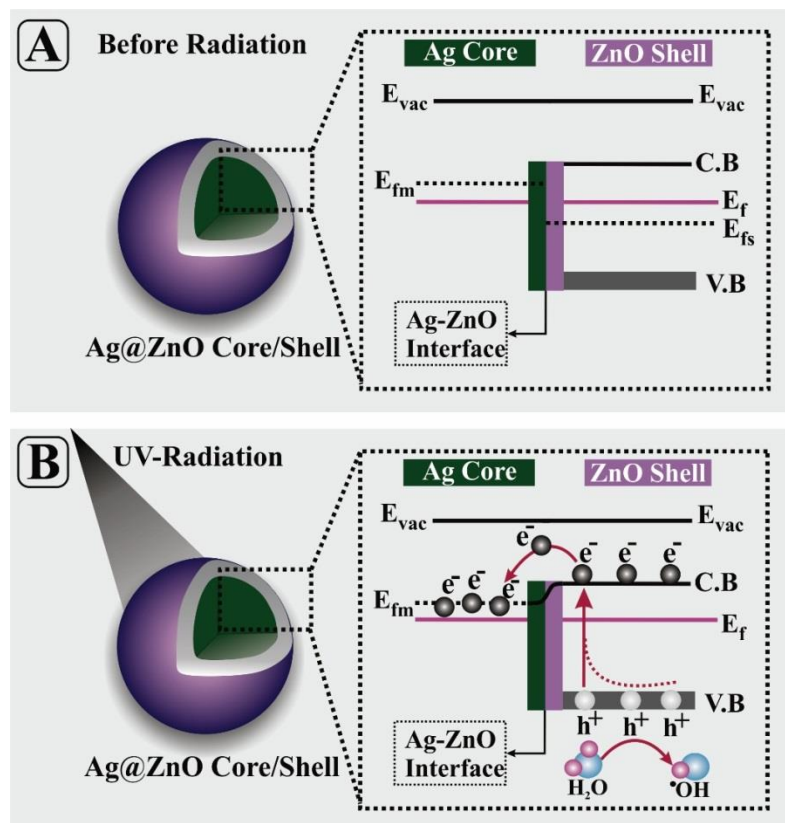 A
Before Radiation
Ag Core
ZnO Shell
Evac
Evac
C.B
Efm
Ef
Efs
V.B
Ag-ZnO
Interface
Ag@ZnO Core/Shell
B
UV-Radiation
Ag Core
ZnO Shell
Evac
Evac
e-
e- e- e-
C.B
e- e- e-
Efm
Ef
V.B
h+ h+ h+
Ag-ZnO
Interface
H2O
•OH
Ag@ZnO Core/Shell